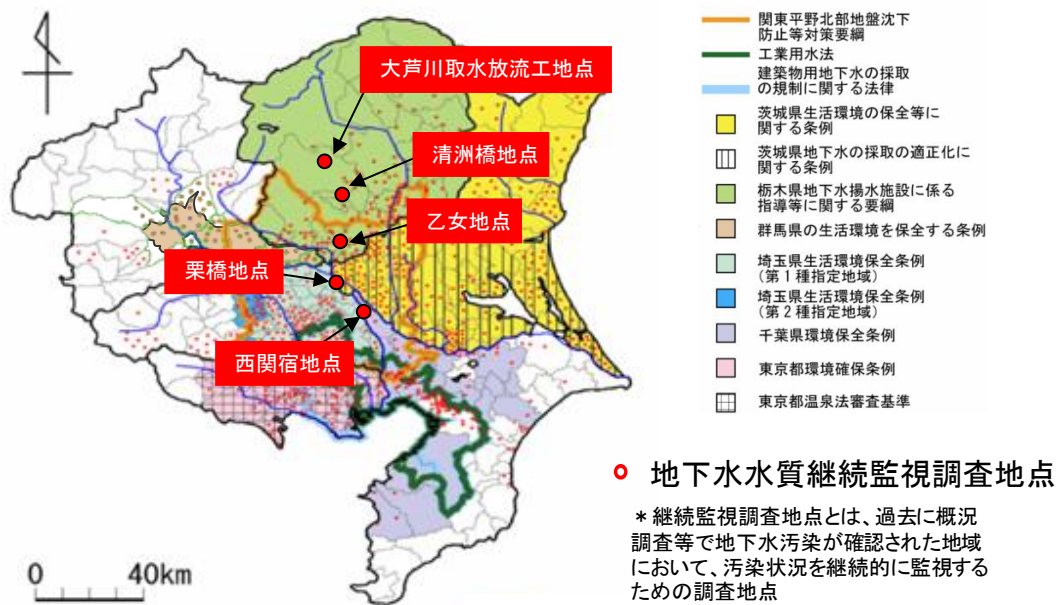 大芦川取水放流工地点
清洲橋地点
乙女地点
栗橋地点
西関宿地点
0 40km
関東平野北部地盤沈下
防止等対策要綱
工業用水法
建築物用地下水の採取
の規制に関する法律
茨城県生活環境の保全等に
関する条例
茨城県地下水の採取の適正化に
関する条例
栃木県地下水揚水施設に係る
指導等に関する要綱
群馬県の生活環境を保全する条例
埼玉県生活環境保全条例
(第1種指定地域)
埼玉県生活環境保全条例
(第2種指定地域)
千葉県環境保全条例
東京都環境確保条例
東京都温泉法審査基準
地下水水質継続監視調査地点
*継続監視調査地点とは、過去に概況
調査等で地下水汚染が確認された地域
において、汚染状況を継続的に監視する
ための調査地点